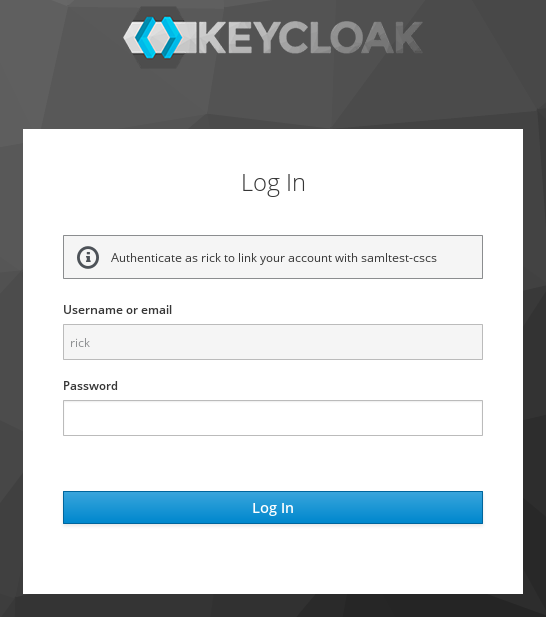 KEYCLOAK
Log In
Authenticate as rick to link your account with samltest-cscs
Username or email
rick
Password
Log In